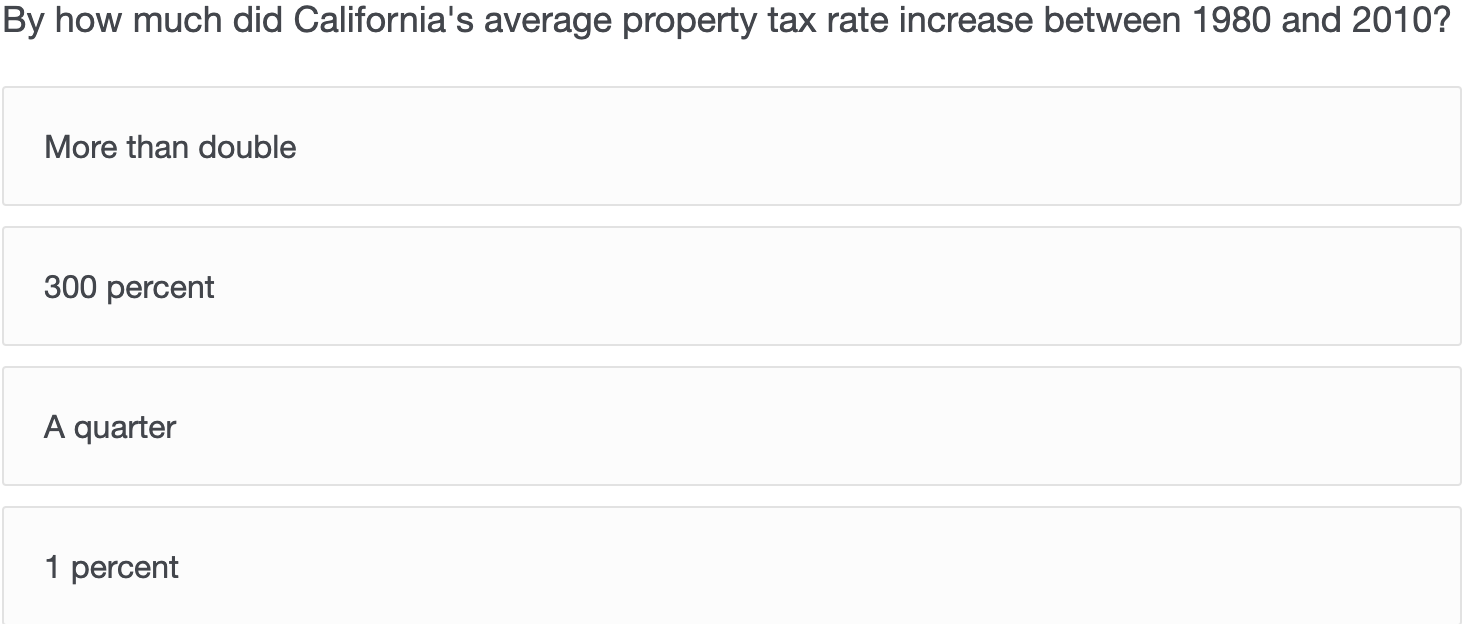 By how much did California's average property tax rate increase between 1980 and 2010?
More than double
300 percent
A quarter
1 percent